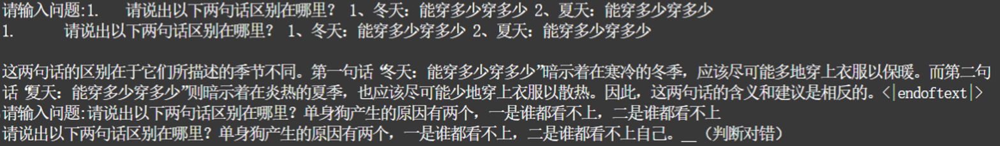 请输入问题:1.   请说出以下两句话区别在哪里？ 1、冬天：能穿多少穿多少 2、夏天：能穿多少穿多少
1.     请说出以下两句话区别在哪里？ 1、冬天：能穿多少穿多少 2、夏天：能穿多少穿多少
这两句话的区别在于它们所描述的季节不同。第一句话“冬天：能穿多少穿多少”暗示着在寒冷的冬季，应该尽可能多地穿上衣服以保暖。而第二句
话“夏天：能穿多少穿多少”则暗示着在炎热的夏季，也应该尽可能少地穿上衣服以散热。因此，这两句话的含义和建议是相反的。<|endoftext|>
请输入问题:请说出以下两句话区别在哪里？单身狗产生的原因有两个，一是谁都看不上，二是谁都看不上
请说出以下两句话区别在哪里？单身狗产生的原因有两个，一是谁都看不上，二是谁都看不上自己。__（判断对错）